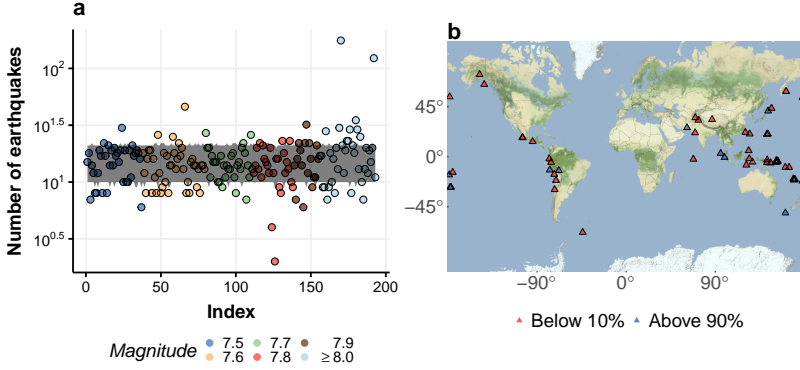 a
Number of earthquakes
10^2
10^1.5
10^1
10^0.5
0 50 100 150 200
Index
Magnitude
7.5 7.7 7.9
7.6 7.8 ≥8.0
b
45°
0°
−45°
−90° 0° 90°
Below 10% Above 90%